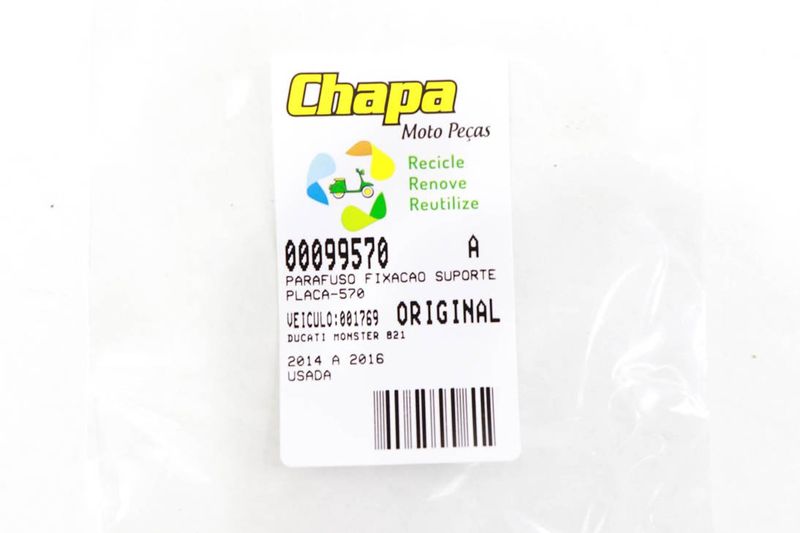 Chapa
Moto Peças
Recicle
Renove
Reutilize
00099570 A
PARAFUSO FIXACAO SUPORTE
PLACA-570
VEICULO:001769 ORIGINAL
DUCATI MONSTER 821
2014 A 2016
USADA